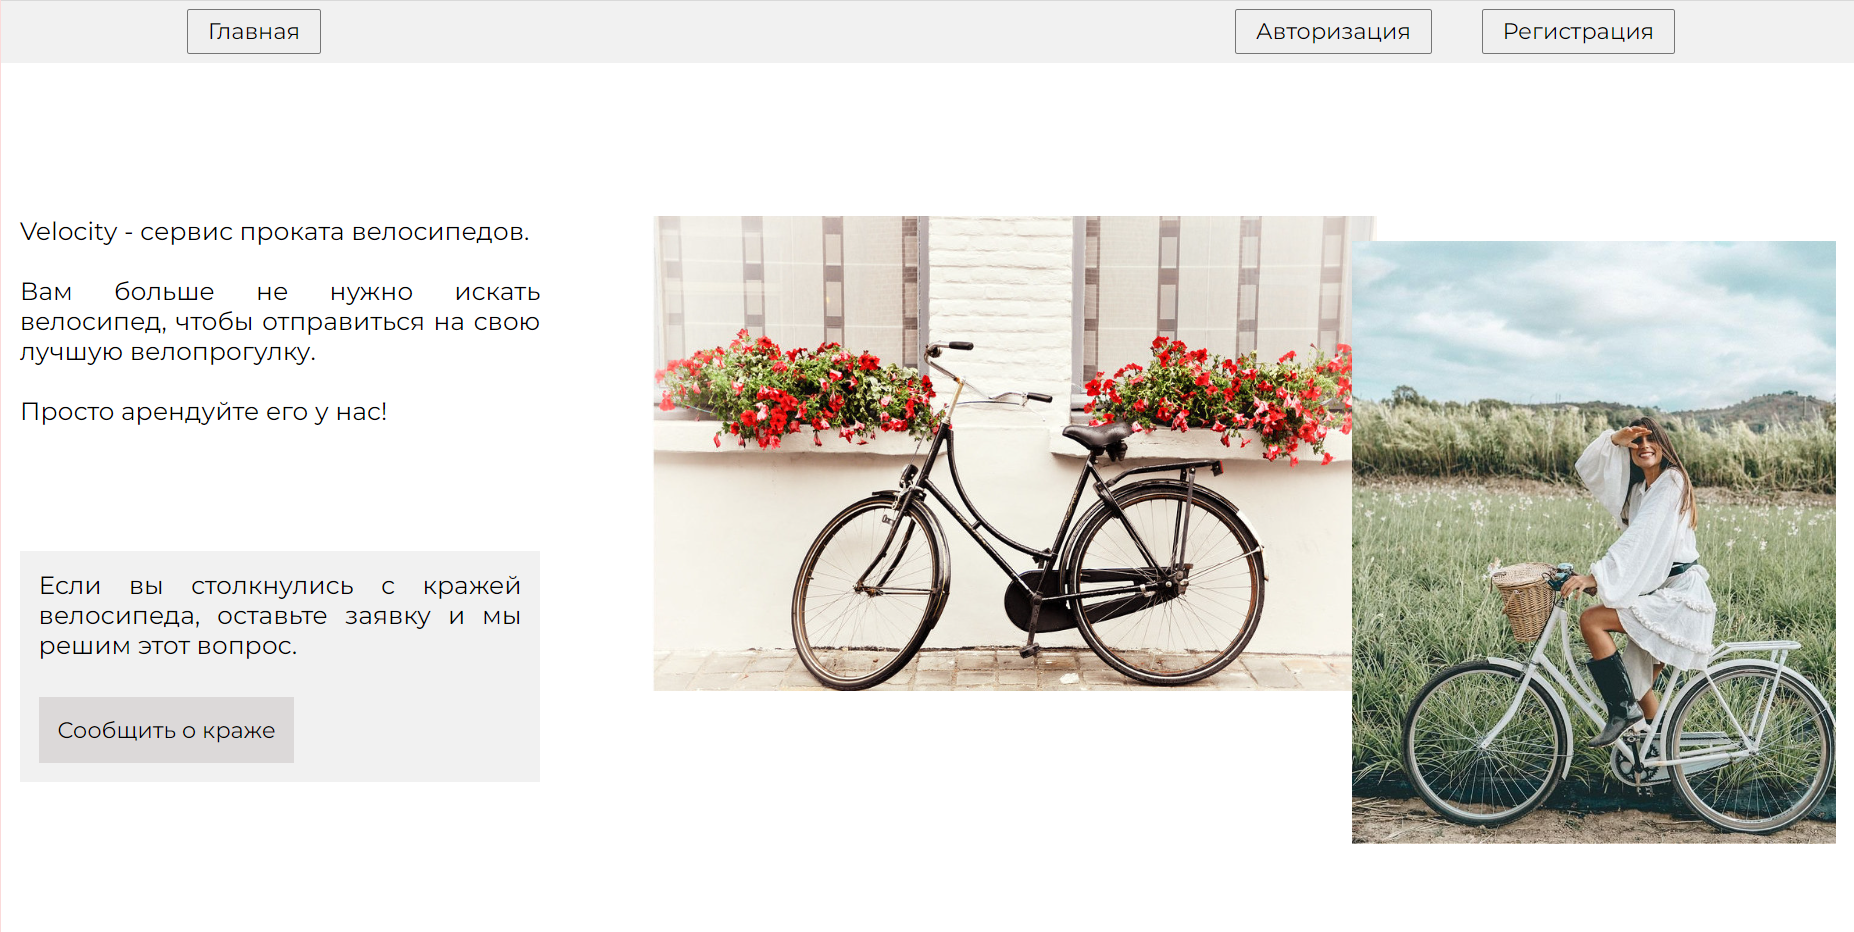 Главная
Авторизация
Регистрация
Velocity - сервис проката велосипедов.
Вам больше не нужно искать
велосипед, чтобы отправиться на свою
лучшую велопрогулку.
Просто арендуйте его у нас!
Если вы столкнулись с кражей
велосипеда, оставьте заявку и мы
решим этот вопрос.
Сообщить о краже